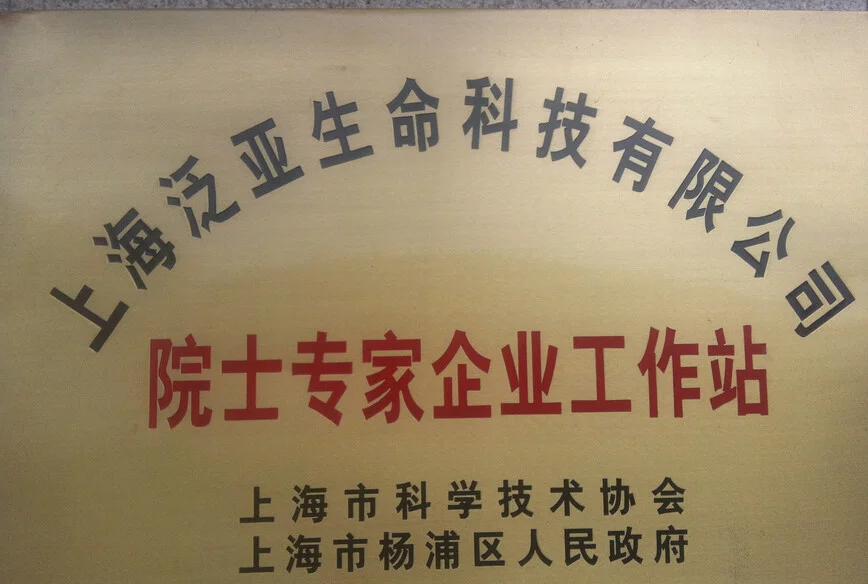 上海泛亚生命科技有限公司
院士专家企业工作站
上海市科学技术协会
上海市杨浦区人民政府